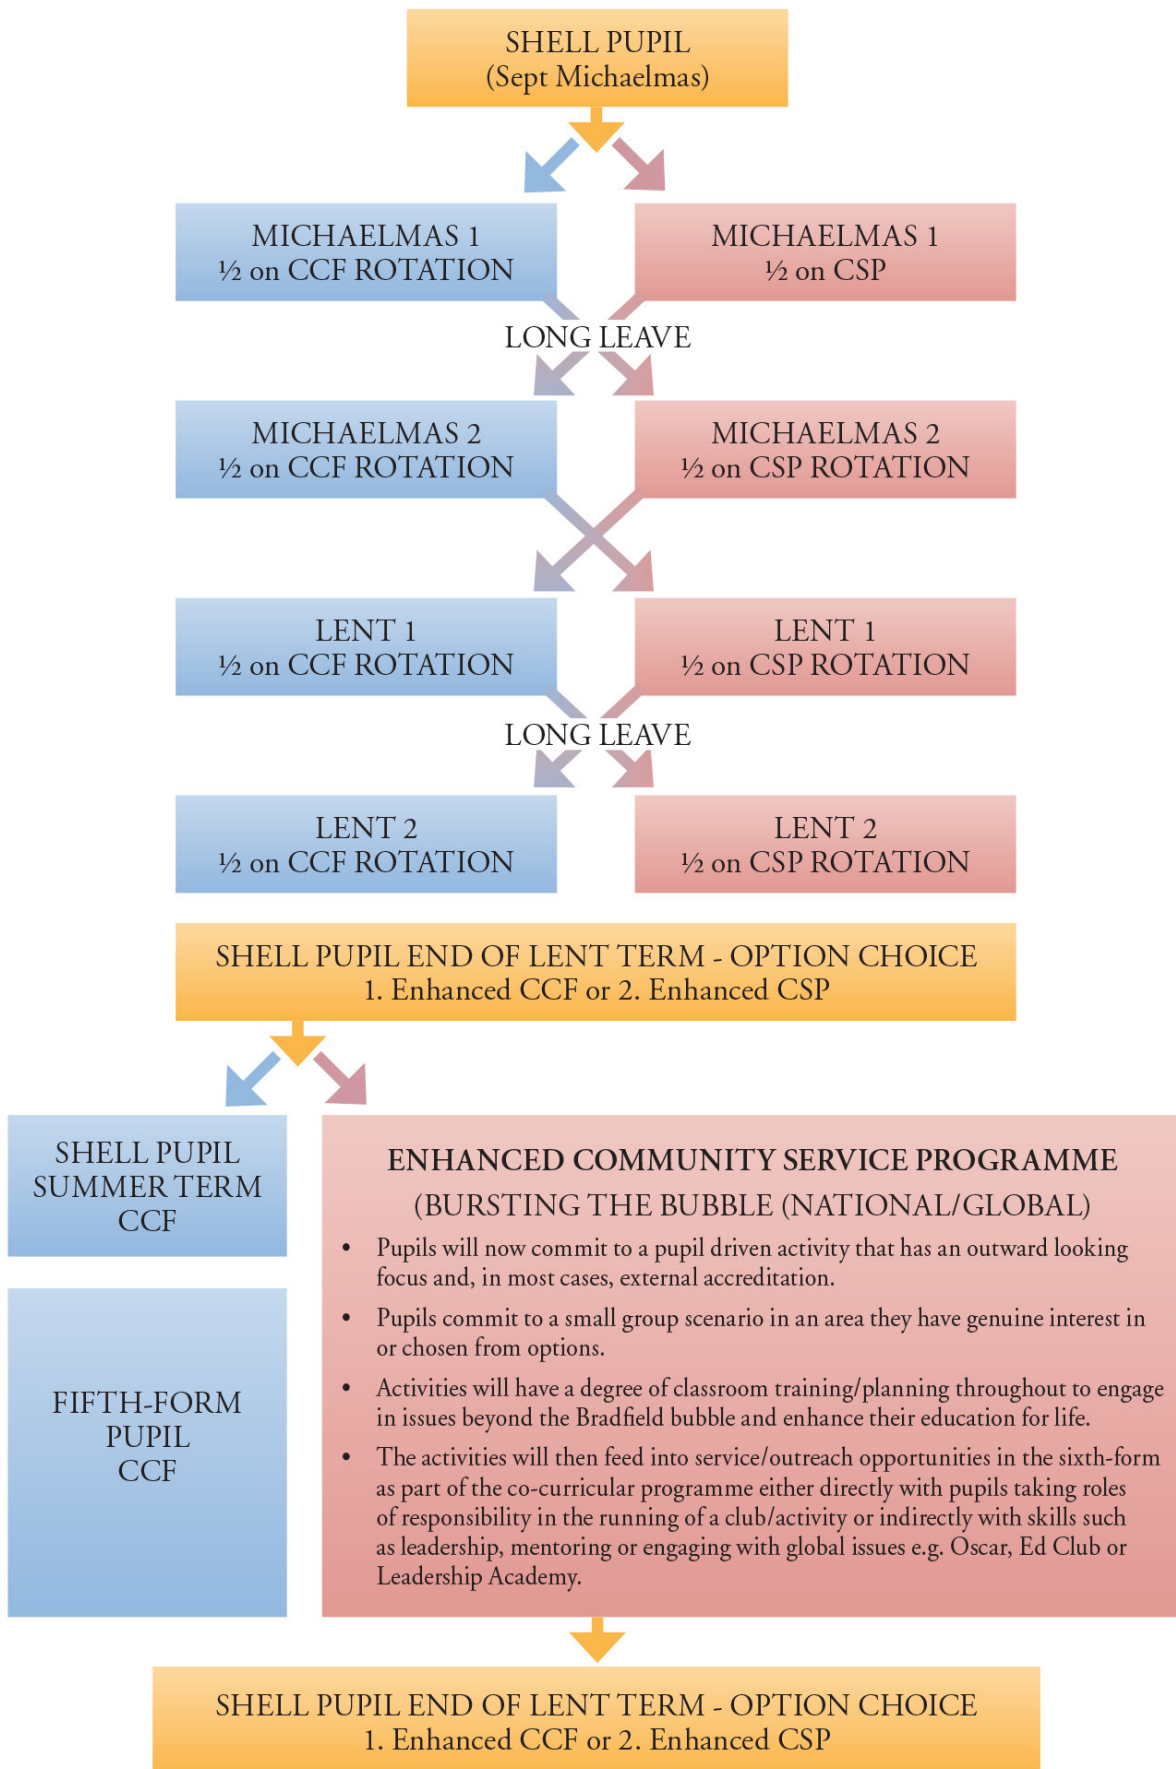 SHELL PUPIL
(Sept Michaelmas)
MICHAELMAS 1
½ on CCF ROTATION
MICHAELMAS 1
½ on CSP
LONG LEAVE
MICHAELMAS 2
½ on CCF ROTATION
MICHAELMAS 2
½ on CSP ROTATION
LENT 1
½ on CCF ROTATION
LENT 1
½ on CSP ROTATION
LONG LEAVE
LENT 2
½ on CCF ROTATION
LENT 2
½ on CSP ROTATION
SHELL PUPIL END OF LENT TERM - OPTION CHOICE
1. Enhanced CCF or 2. Enhanced CSP
SHELL PUPIL
SUMMER TERM
CCF
FIFTH-FORM
PUPIL
CCF
ENHANCED COMMUNITY SERVICE PROGRAMME
(BURSTING THE BUBBLE (NATIONAL/GLOBAL)
• Pupils will now commit to a pupil driven activity that has an outward looking
focus and, in most cases, external accreditation.
• Pupils commit to a small group scenario in an area they have genuine interest in
or chosen from options.
• Activities will have a degree of classroom training/planning throughout to engage
in issues beyond the Bradfield bubble and enhance their education for life.
• The activities will then feed into service/outreach opportunities in the sixth-form
as part of the co-curricular programme either directly with pupils taking roles
of responsibility in the running of a club/activity or indirectly with skills such
as leadership, mentoring or engaging with global issues e.g. Oscar, Ed Club or
Leadership Academy.
SHELL PUPIL END OF LENT TERM - OPTION CHOICE
1. Enhanced CCF or 2. Enhanced CSP